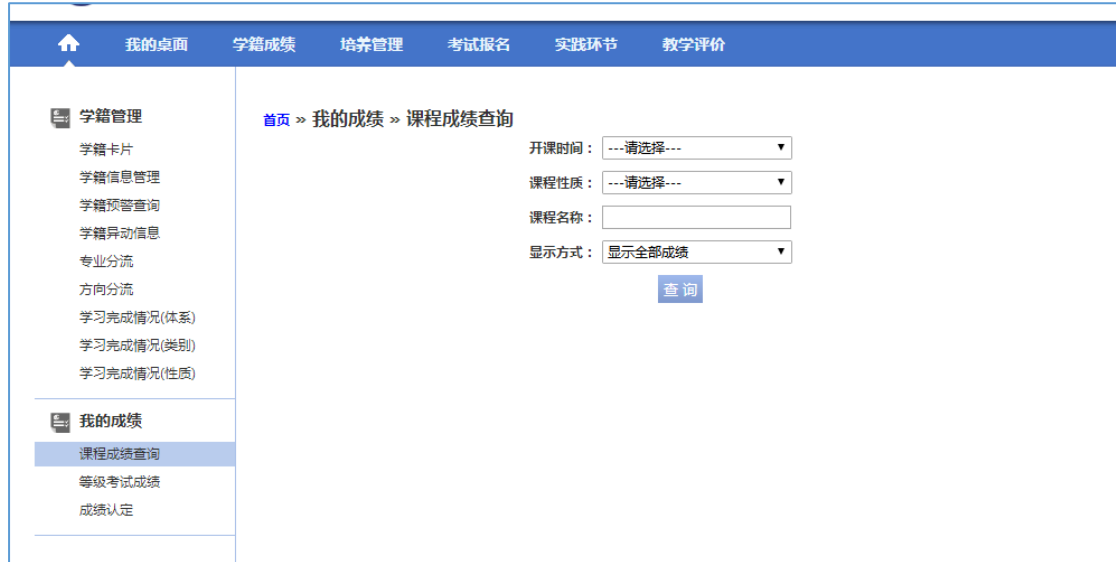 我的桌面 学籍成绩 培养管理 考试报名 实践环节 教学评价
学籍管理
学籍卡片
学籍信息管理
学籍预警查询
学籍异动信息
专业分流
方向分流
学习完成情况(体系)
学习完成情况(类别)
学习完成情况(性质)
我的成绩
课程成绩查询
等级考试成绩
成绩认定
首页 » 我的成绩 » 课程成绩查询
开课时间： ---请选择---
课程性质： ---请选择---
课程名称：
显示方式： 显示全部成绩
查 询